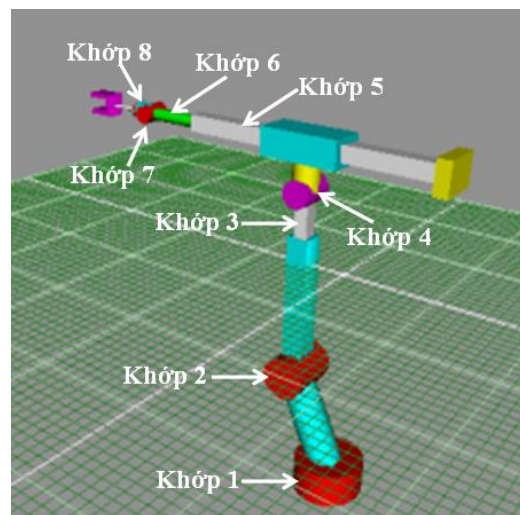 Khớp 8
Khớp 6
Khớp 5
Khớp 7
Khớp 3
Khớp 4
Khớp 2
Khớp 1